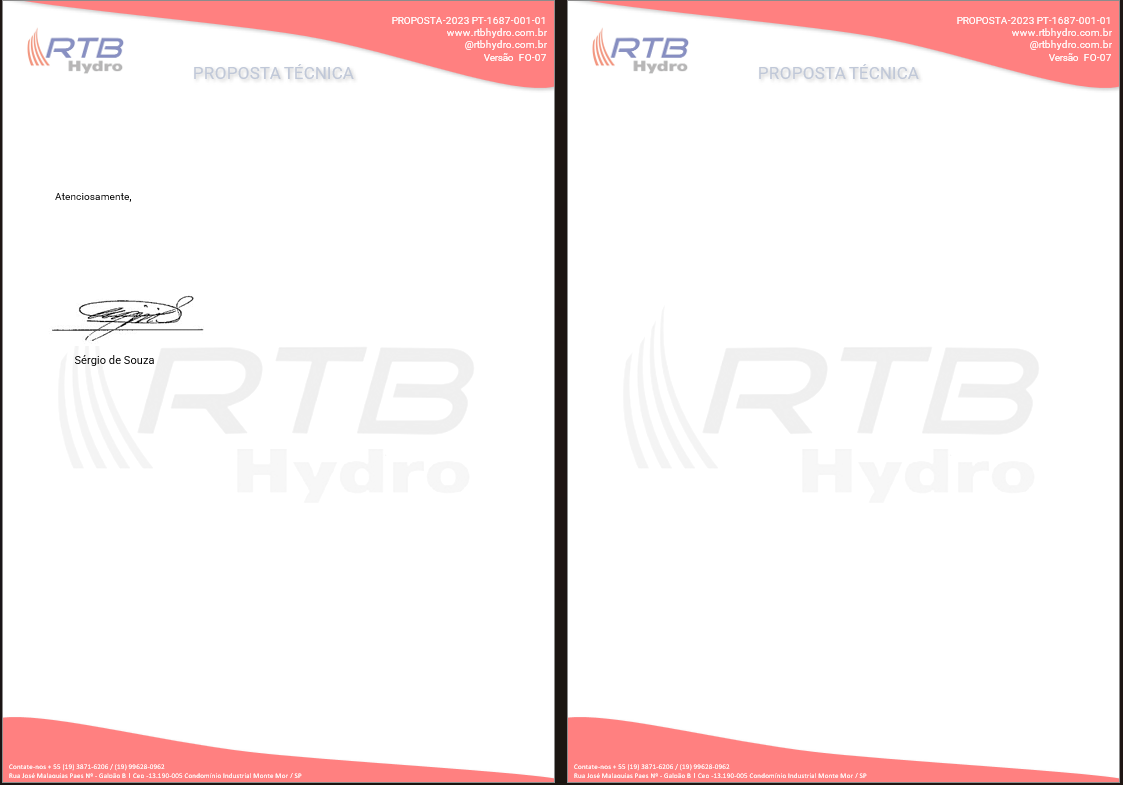 RTB
Hydro
PROPOSTA TÉCNICA
PROPOSTA-2023 PT-1687-001-01
www.rtbhydro.com.br
@rtbhydro.com.br
Versão FO-07
Atenciosamente,
Sérgio de Souza
RTB
Hydro
Contate-nos + 55 (19) 3871-6206 / (19) 99628-0962
Rua José Malaquias Paes Nº - Galpão B | Cep -13.190-005 Condomínio Industrial Monte Mor / SP
RTB
Hydro
PROPOSTA TÉCNICA
PROPOSTA-2023 PT-1687-001-01
www.rtbhydro.com.br
@rtbhydro.com.br
Versão FO-07
RTB
Hydro
Contate-nos + 55 (19) 3871-6206 / (19) 99628-0962
Rua José Malaquias Paes Nº - Galpão B | Cep -13.190-005 Condomínio Industrial Monte Mor / SP